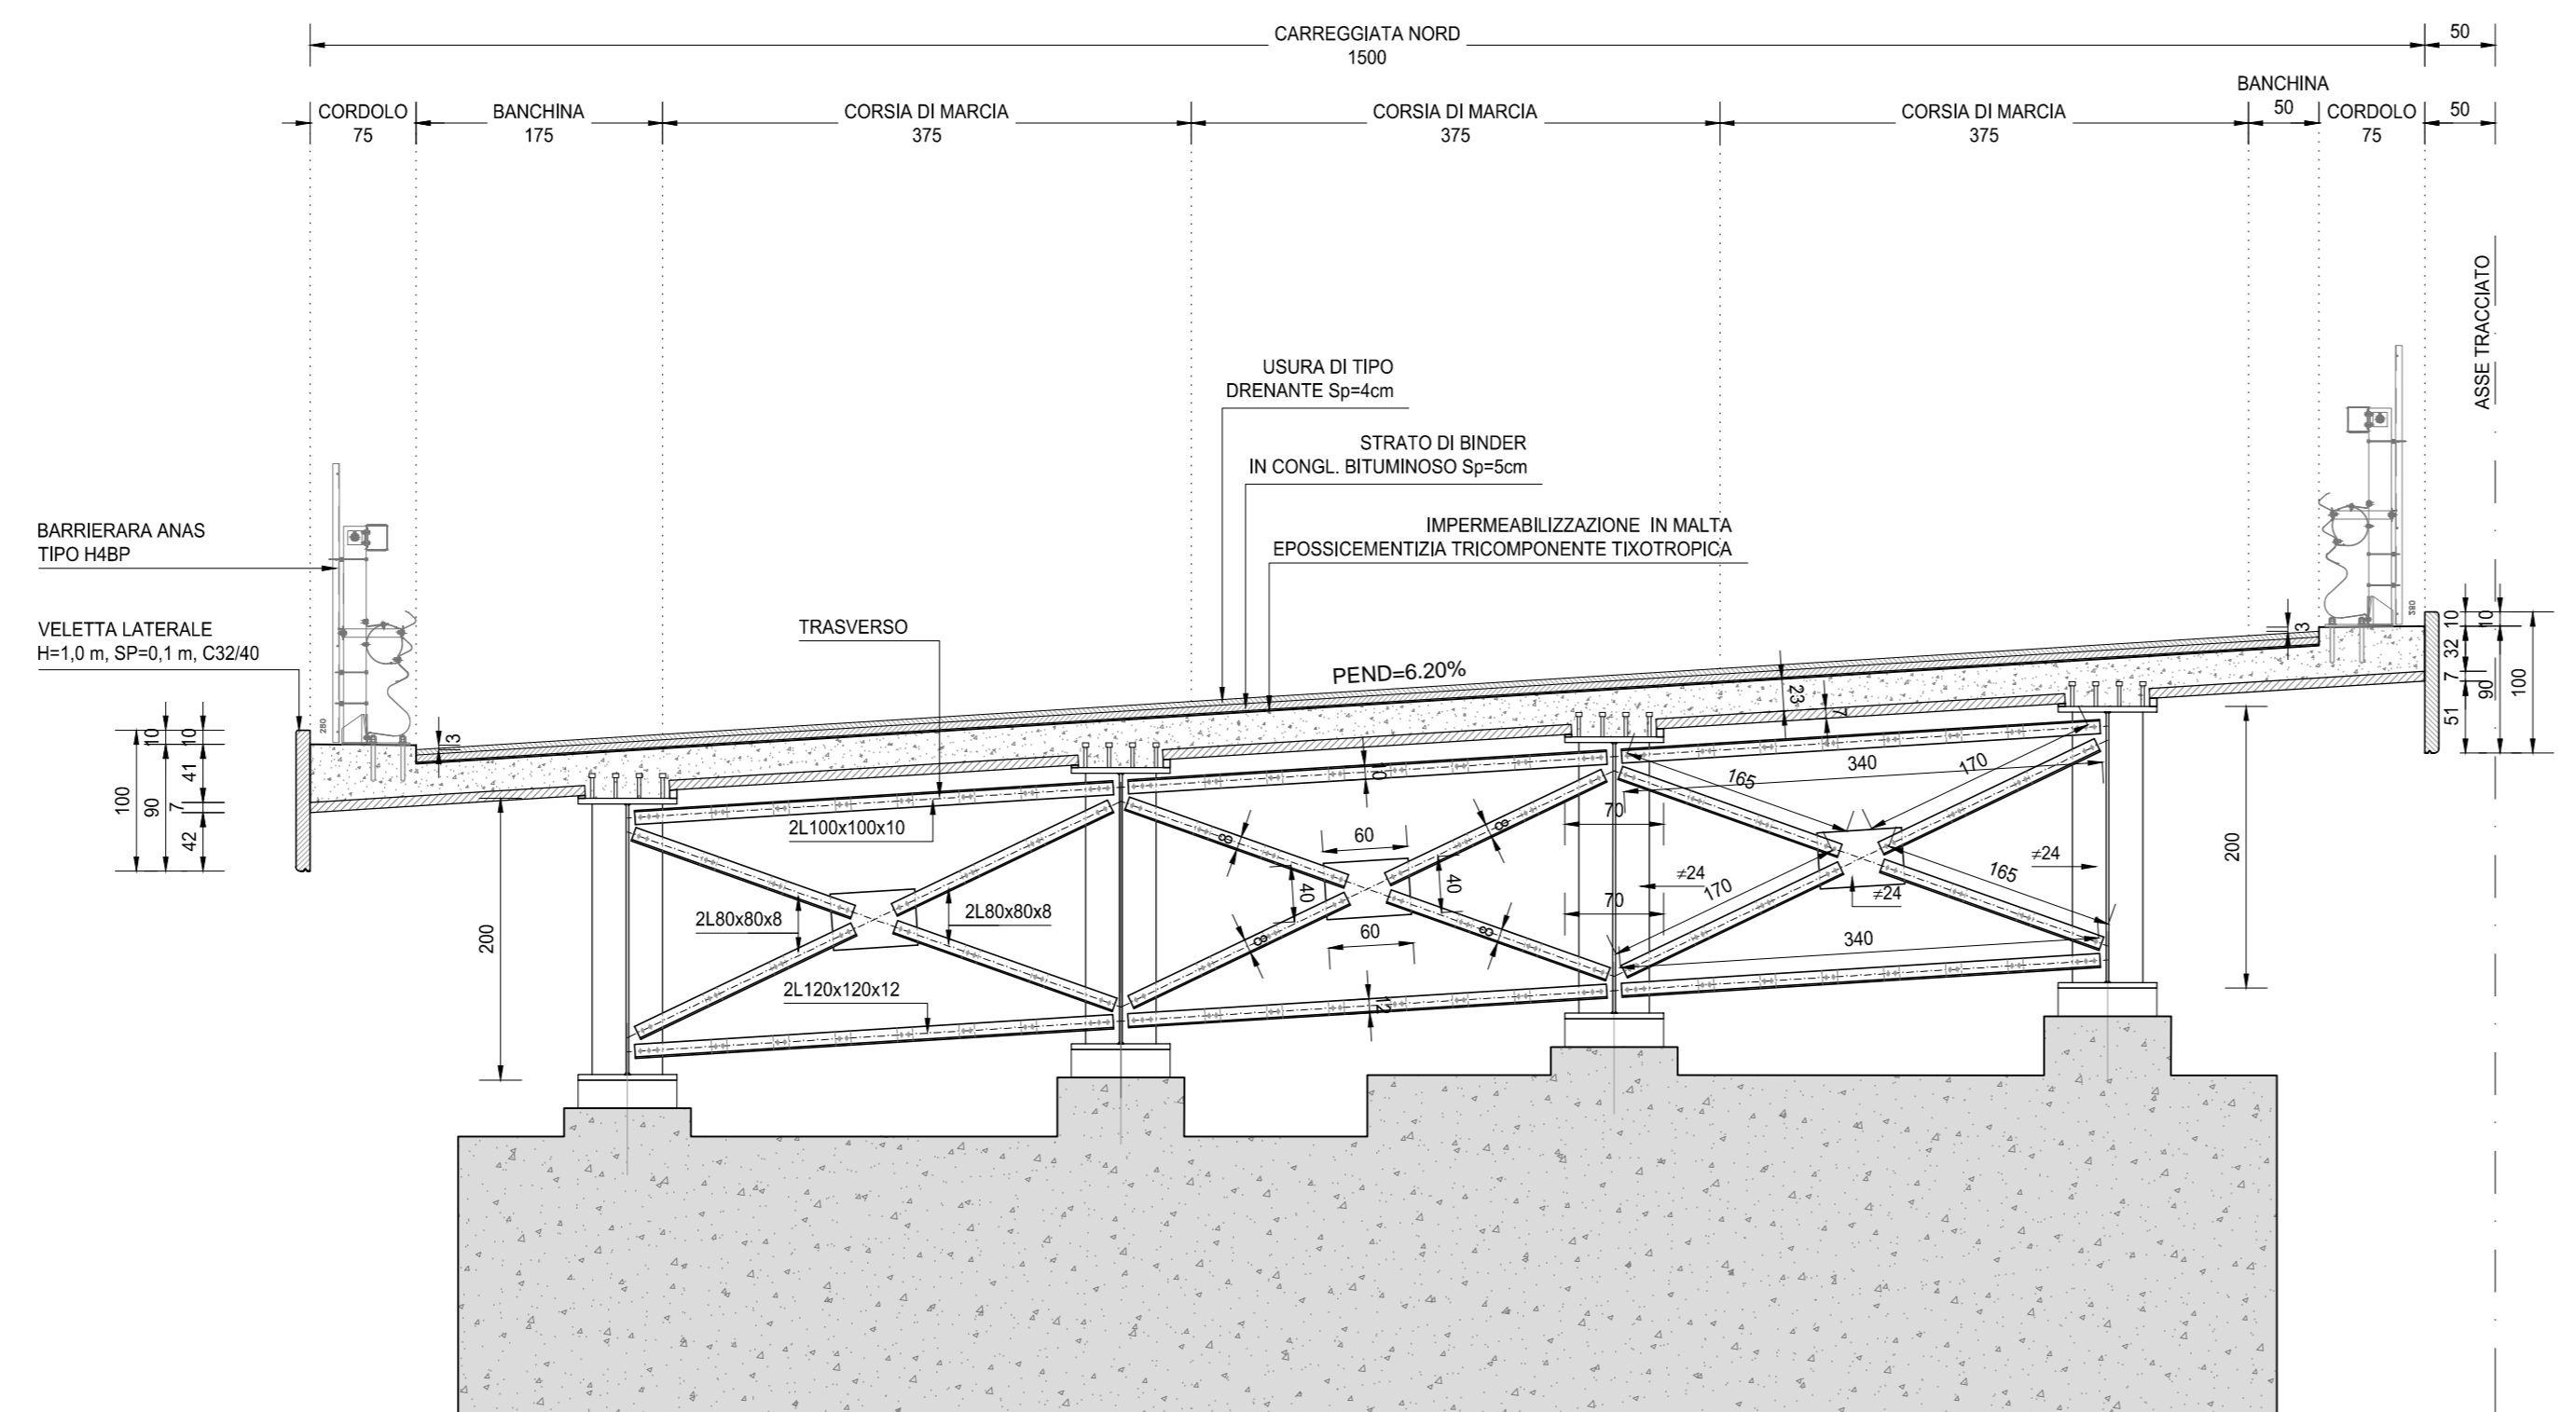 CARREGGIATA NORD
1500
50
CORDOLO
75
BANCHINA
175
CORSIA DI MARCIA
375
CORSIA DI MARCIA
375
CORSIA DI MARCIA
375
BANCHINA
50
CORDOLO
75
50
ASSE TRACCIATO
USURA DI TIPO
DRENANTE Sp=4cm
STRATO DI BINDER
IN CONGL. BITUMINOSO Sp=5cm
IMPERMEABILIZZAZIONE IN MALTA
EPOSSICEMENTIZIA TRICOMPONENTE TIXOTROPICA
BARRIERARA ANAS
TIPO H4BP
VELETTA LATERALE
H=1,0 m, SP=0,1 m, C32/40
TRASVERSO
PEND=6.20%
280
3
100
10
90
10
41
7
42
280
3
10
32
7
51
10
90
100
23
7
10
2L100x100x10
2L80x80x8
2L80x80x8
2L120x120x12
200
8
8
8
8
60
40
40
60
12
70
70
≠24
165
340
170
170
165
≠24
≠24
340
200